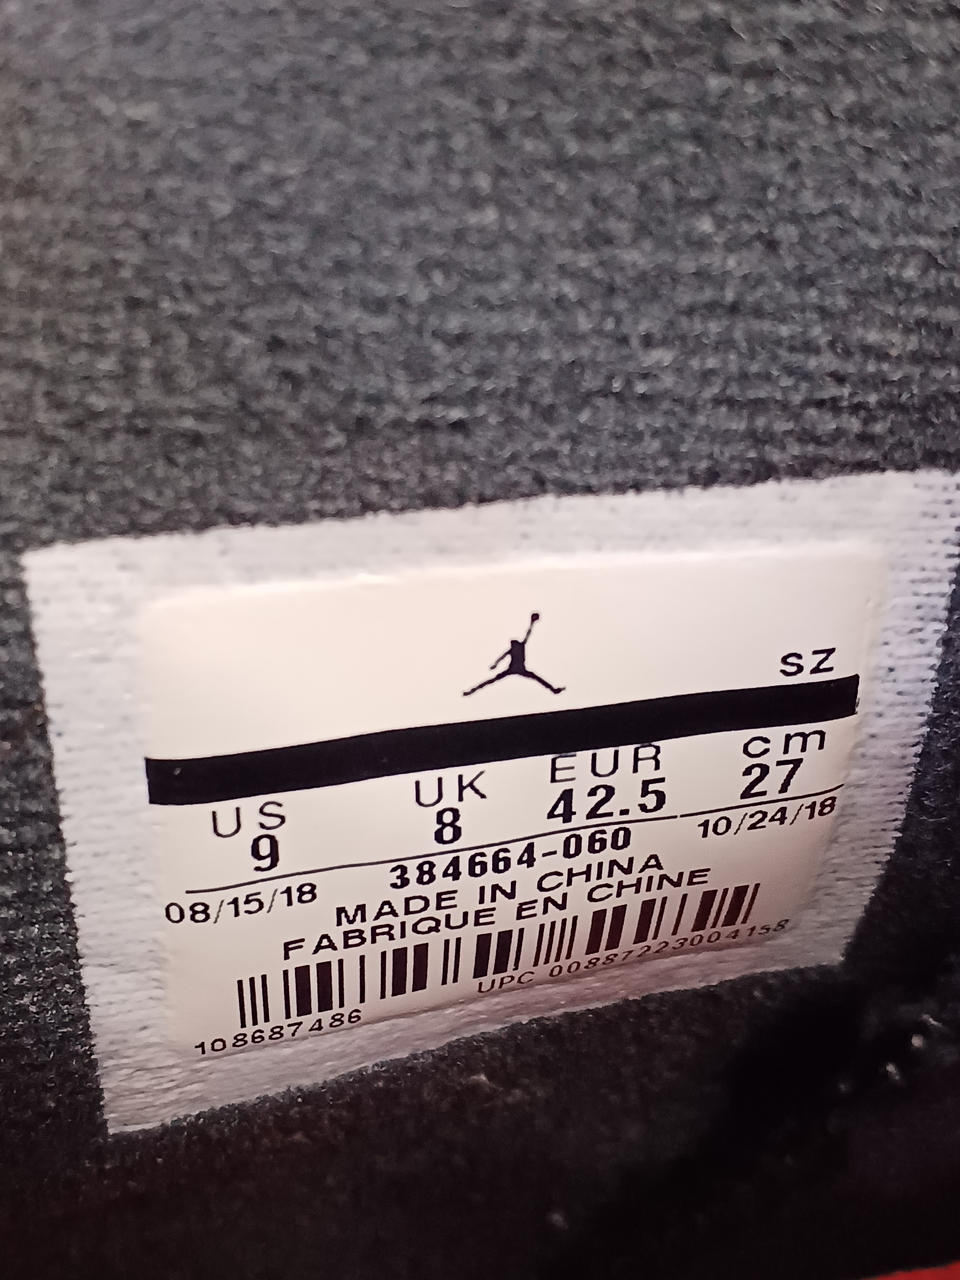 SZ
US UK EUR cm
9 8 42.5 27
08/15/18 384664-060 10/24/18
MADE IN CHINA
FABRIQUE EN CHINE
108687486 UPC 00887223004158